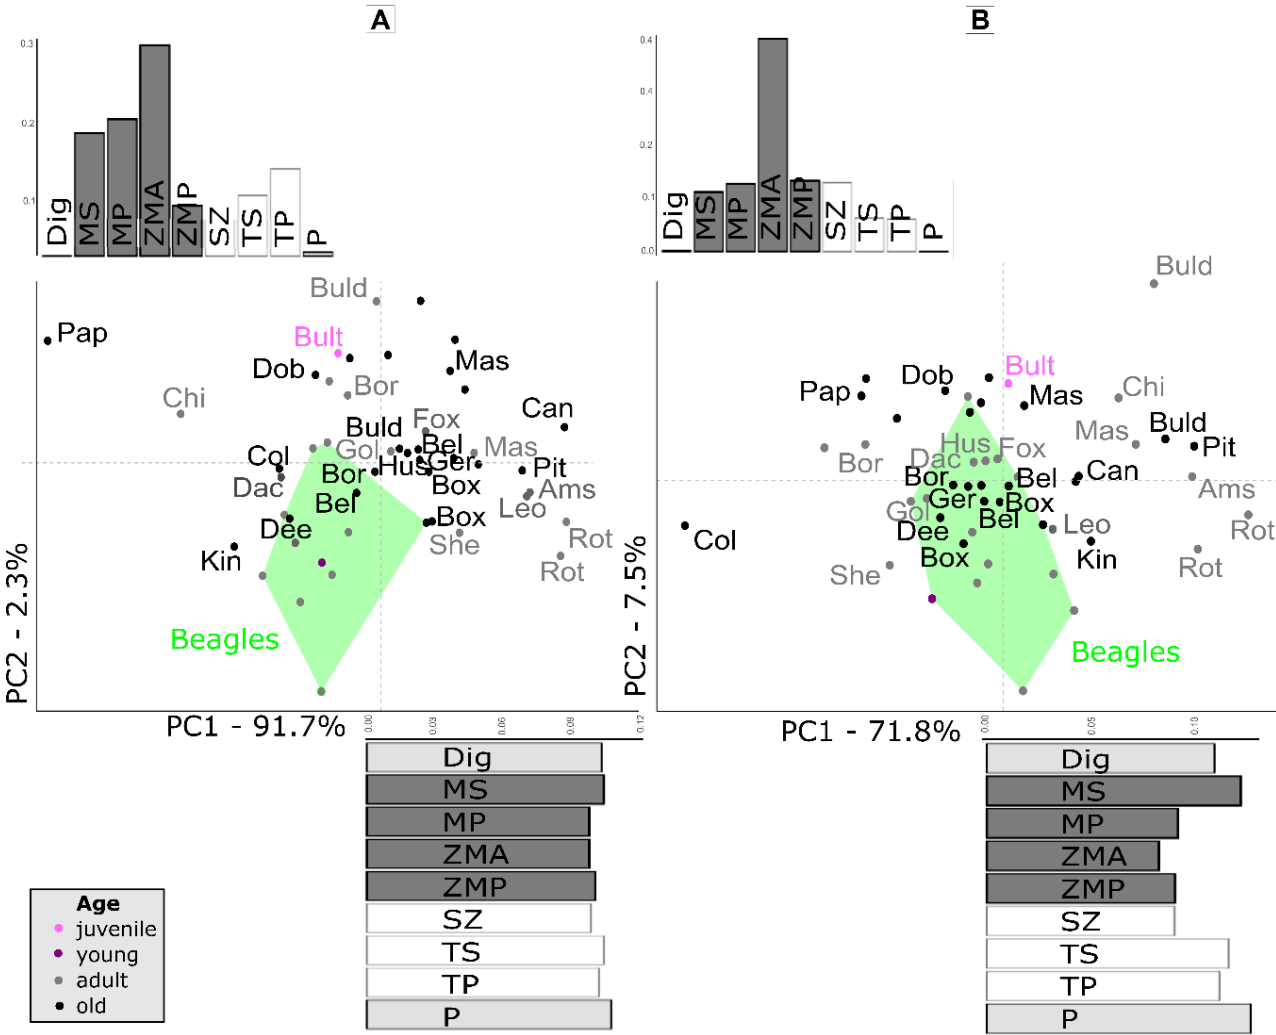 A
B
0.3
0.2
0.1
Dig
MS
MP
ZMA
ZMP
SZ
TS
TP
P
0.4
0.4
0.2
0.1
0.0
Dig
MS
MP
ZMA
ZMP
SZ
TS
TP
P
Buld
Pap
Bult
Dob
Mas
Bor
Chi
Can
Fox
Buld
Bel
Gol
Mas
Col
Hus
Ger
Bor
Pit
Dac
Box
Bel
Ams
Leo
Dee
Box
She
Rot
Kin
Rot
Beagles
PC2 - 2.3%
PC1 - 91.7%
Buld
Bult
Dob
Pap
Mas
Chi
Buld
Mas
Hus
Fox
Pit
Bor
Dac
Bor
Bel
Can
Ams
Ger
Box
Gol
Bel
Leo
Dee
Rot
Col
Box
Kin
She
Rot
Beagles
PC2 - 7.5%
PC1 - 71.8%
0.00
0.03
0.06
0.09
0.12
Dig
MS
MP
ZMA
ZMP
SZ
TS
TP
P
0.00
0.05
0.10
Dig
MS
MP
ZMA
ZMP
SZ
TS
TP
P
Age
juvenile
young
adult
old